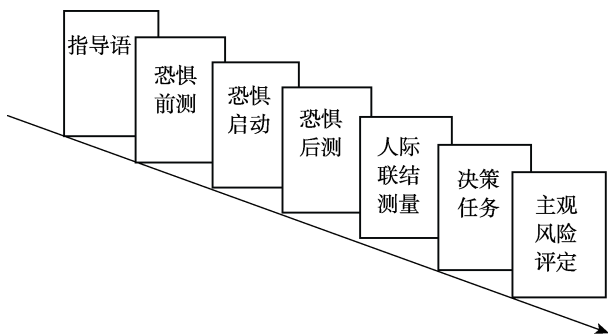 指导语
恐惧
前测
恐惧
启动
恐惧
后测
人际
联结
测量
决策
任务
主观
风险
评定